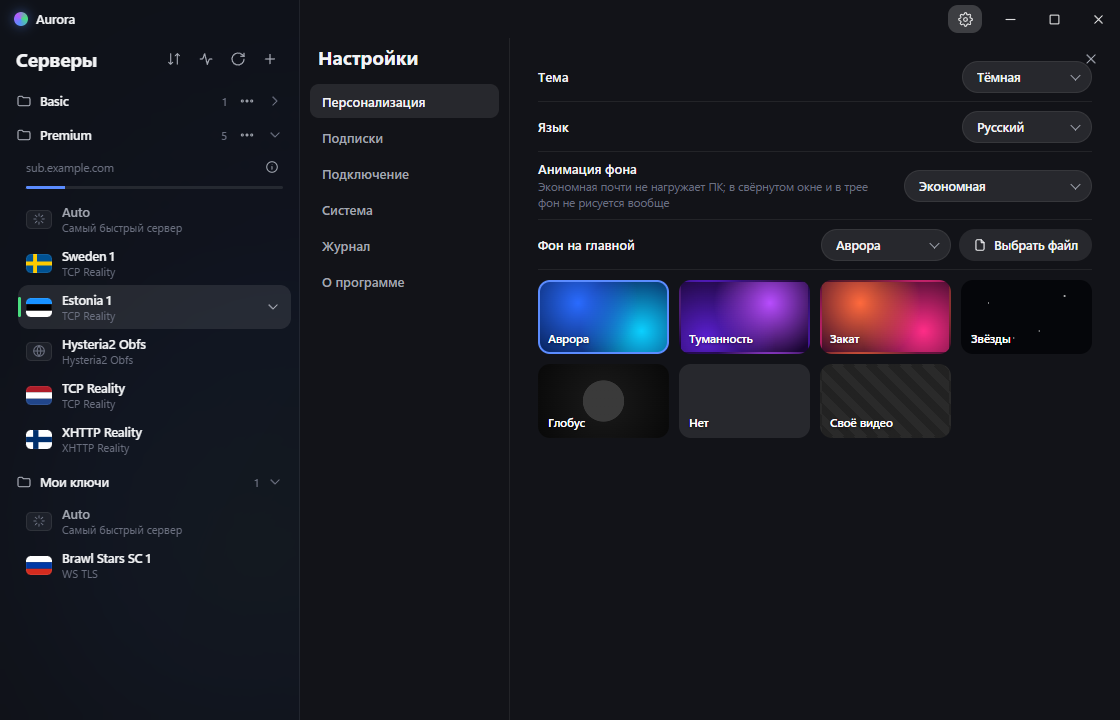 Aurora
Серверы
Basic
1
Premium
5
sub.example.com
Auto
Самый быстрый сервер
Sweden 1
TCP Reality
Estonia 1
TCP Reality
Hysteria2 Obfs
Hysteria2 Obfs
TCP Reality
TCP Reality
XHTTP Reality
XHTTP Reality
Мои ключи
1
Auto
Самый быстрый сервер
Brawl Stars SC 1
WS TLS
Настройки
Персонализация
Подписки
Подключение
Система
Журнал
О программе
Тема
Тёмная
Язык
Русский
Анимация фона
Экономная почти не нагружает ПК; в свёрнутом окне и в трее
фон не рисуется вообще
Экономная
Фон на главной
Аврора
Выбрать файл
Аврора
Туманность
Закат
Звёзды
Глобус
Нет
Своё видео